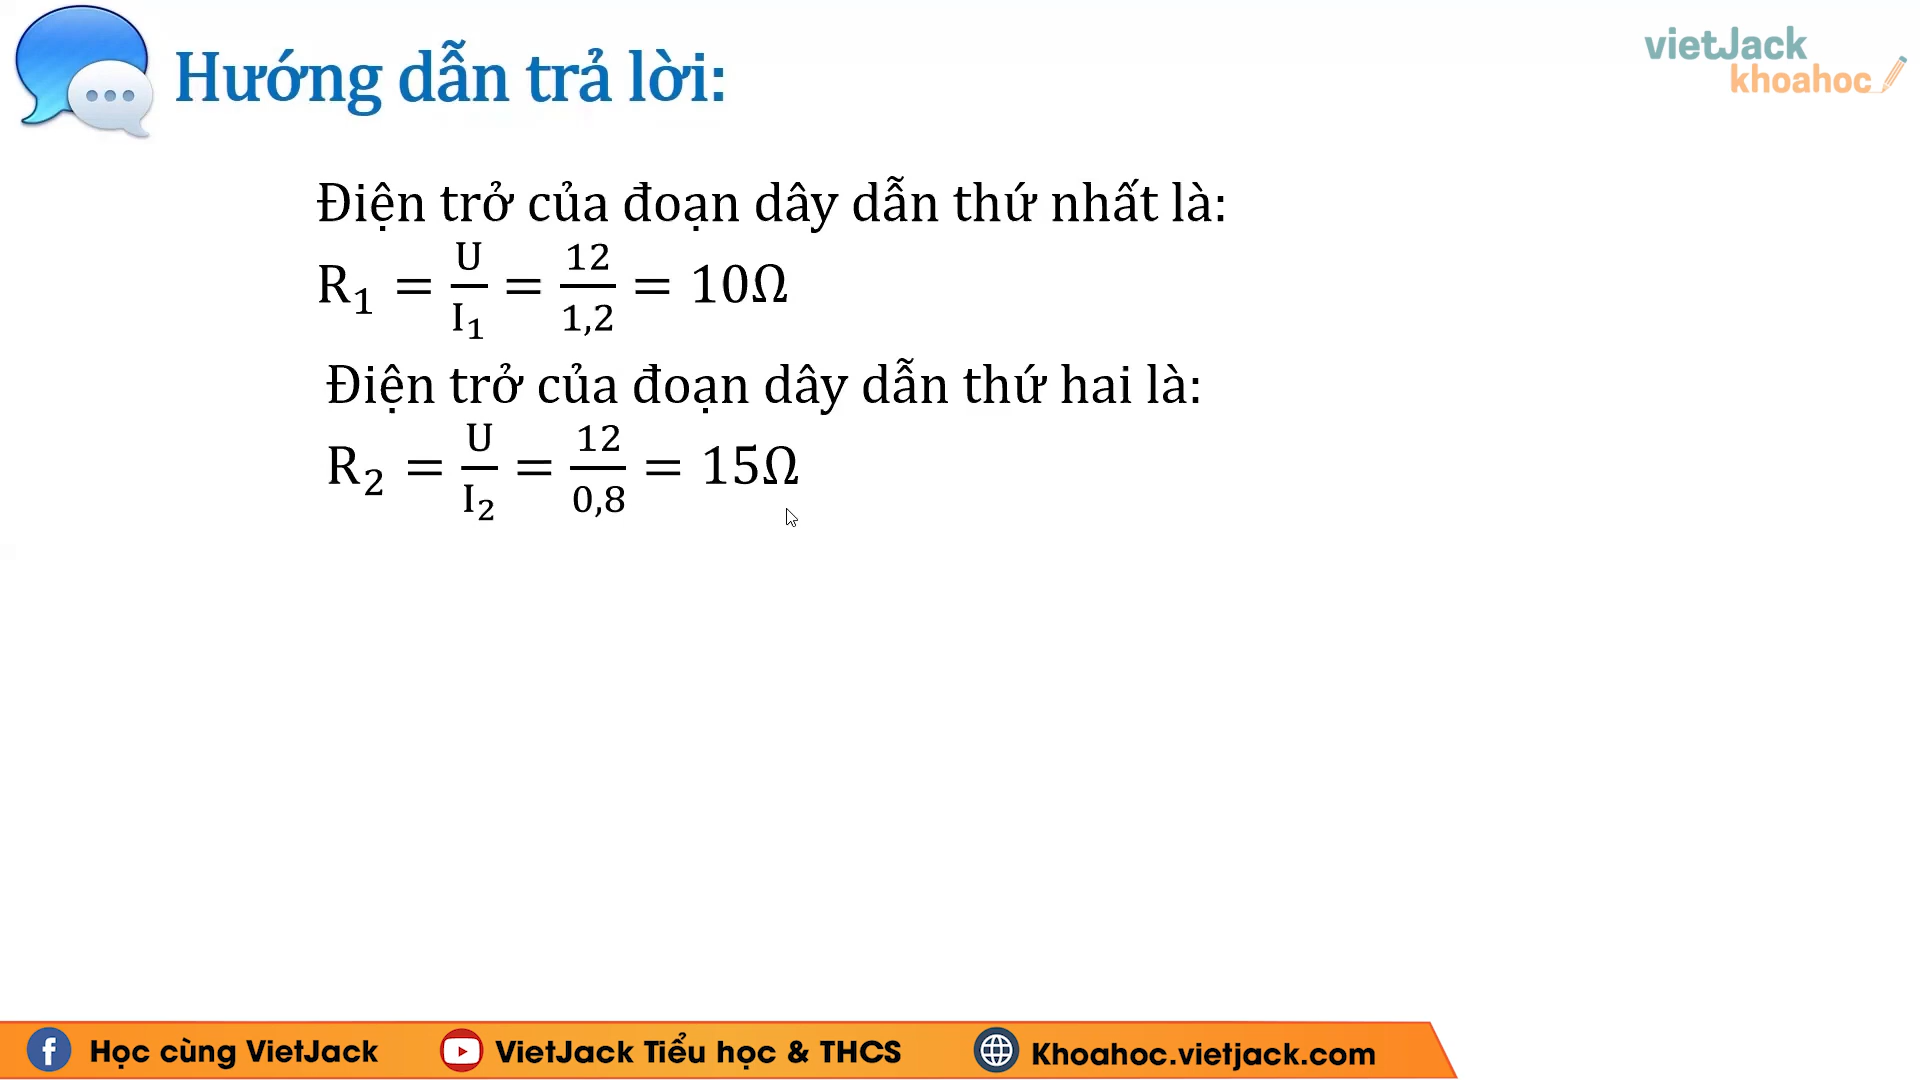 Hướng dẫn trả lời:
vietJack
khoahoc
Điện trở của đoạn dây dẫn thứ nhất là:
R₁ = U/I₁ = 12/1,2 = 10Ω
Điện trở của đoạn dây dẫn thứ hai là:
R₂ = U/I₂ = 12/0,8 = 15Ω
Học cùng VietJack
VietJack Tiểu học & THCS
Khoahoc.vietjack.com